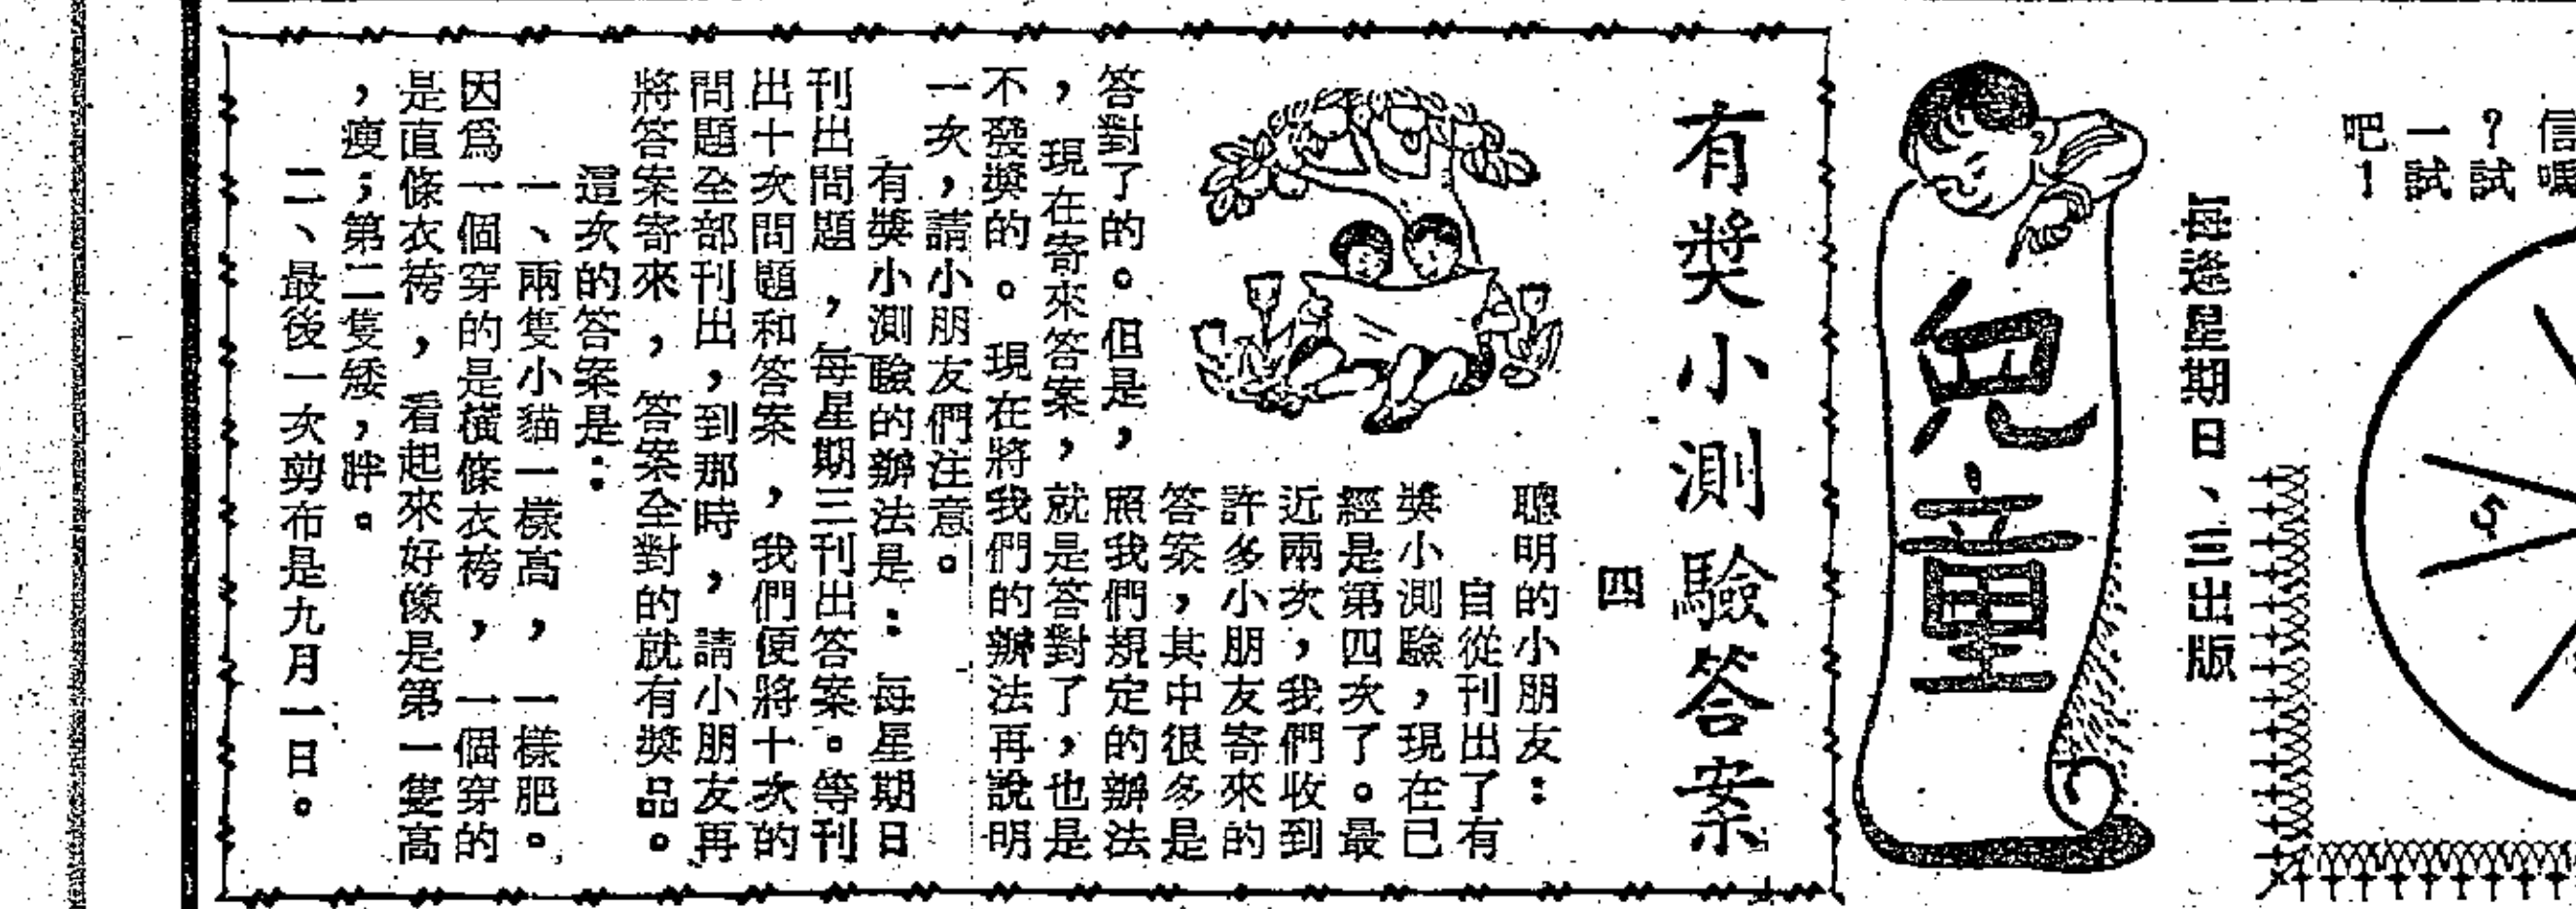 信嗎
？試
一試
吧！
5
每逢星期日、三出版
兒童
有獎小測驗答案
四
聰明的小朋友：
自從刊出了有
獎小測驗，現在已
經是第四次了。最
近兩次，我們收到
許多小朋友寄來的
答案，其中很多是
答對了的。但是，照我們規定的辦法
，現在寄來答案，就是答對了，也是
不發獎的。現在將我們的辦法再說明
一次，請小朋友們注意。
有獎小測驗的辦法是：每星期日
刊出問題，每星期三刊出答案。等刊
出十次問題和答案，我們便將十次的
問題全部刊出，到那時，請小朋友再
將答案寄來，答案全對的就有獎品。
這次的答案是：
一、兩隻小貓一樣高，一樣肥。
因爲一個穿的是橫條衣袴，一個穿的
是直條衣袴，看起來好像是第一隻高
，瘦；第二隻矮，胖。
二、最後一次剪布是九月一日。